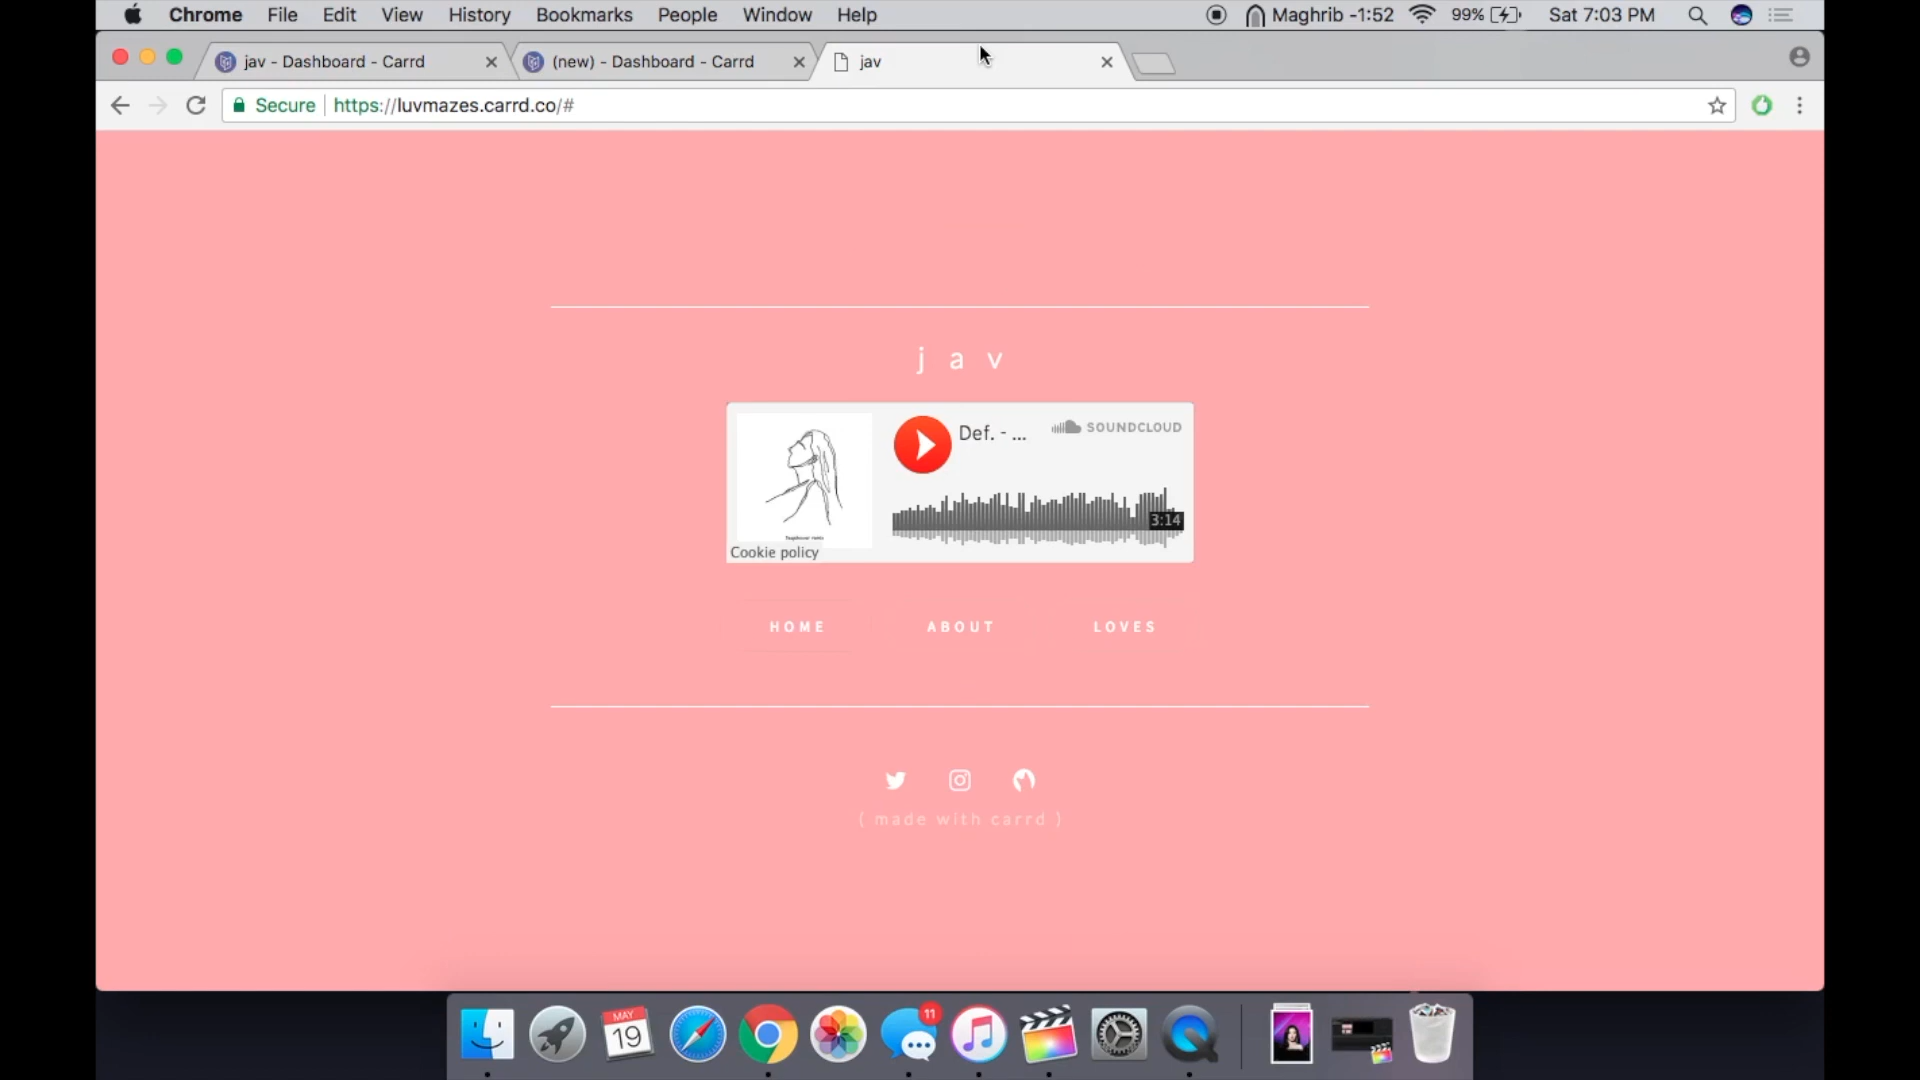 Chrome File Edit View History Bookmarks People Window Help Maghrib -1:52 99% Sat 7:03 PM
jav - Dashboard - Carrd (new) - Dashboard - Carrd jav
Secure https://luvmazes.carrd.co/#
j a v
Def. - ... SOUNDCLOUD
3:14
Cookie policy
HOME ABOUT LOVES
( made with carrd )
11
MAY
19